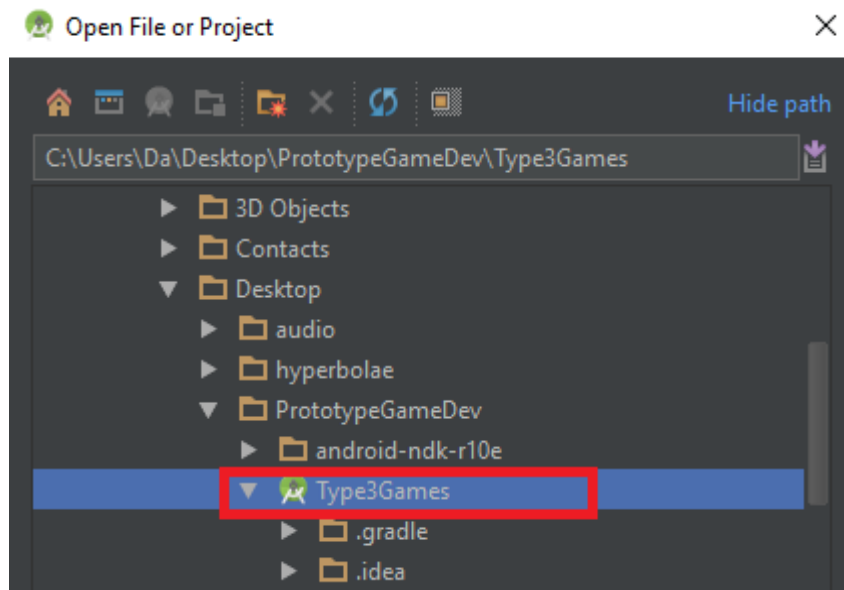 Open File or Project
Hide path
C:\Users\Da\Desktop\PrototypeGameDev\Type3Games
3D Objects
Contacts
Desktop
audio
hyperbolae
PrototypeGameDev
android-ndk-r10e
Type3Games
.gradle
.idea